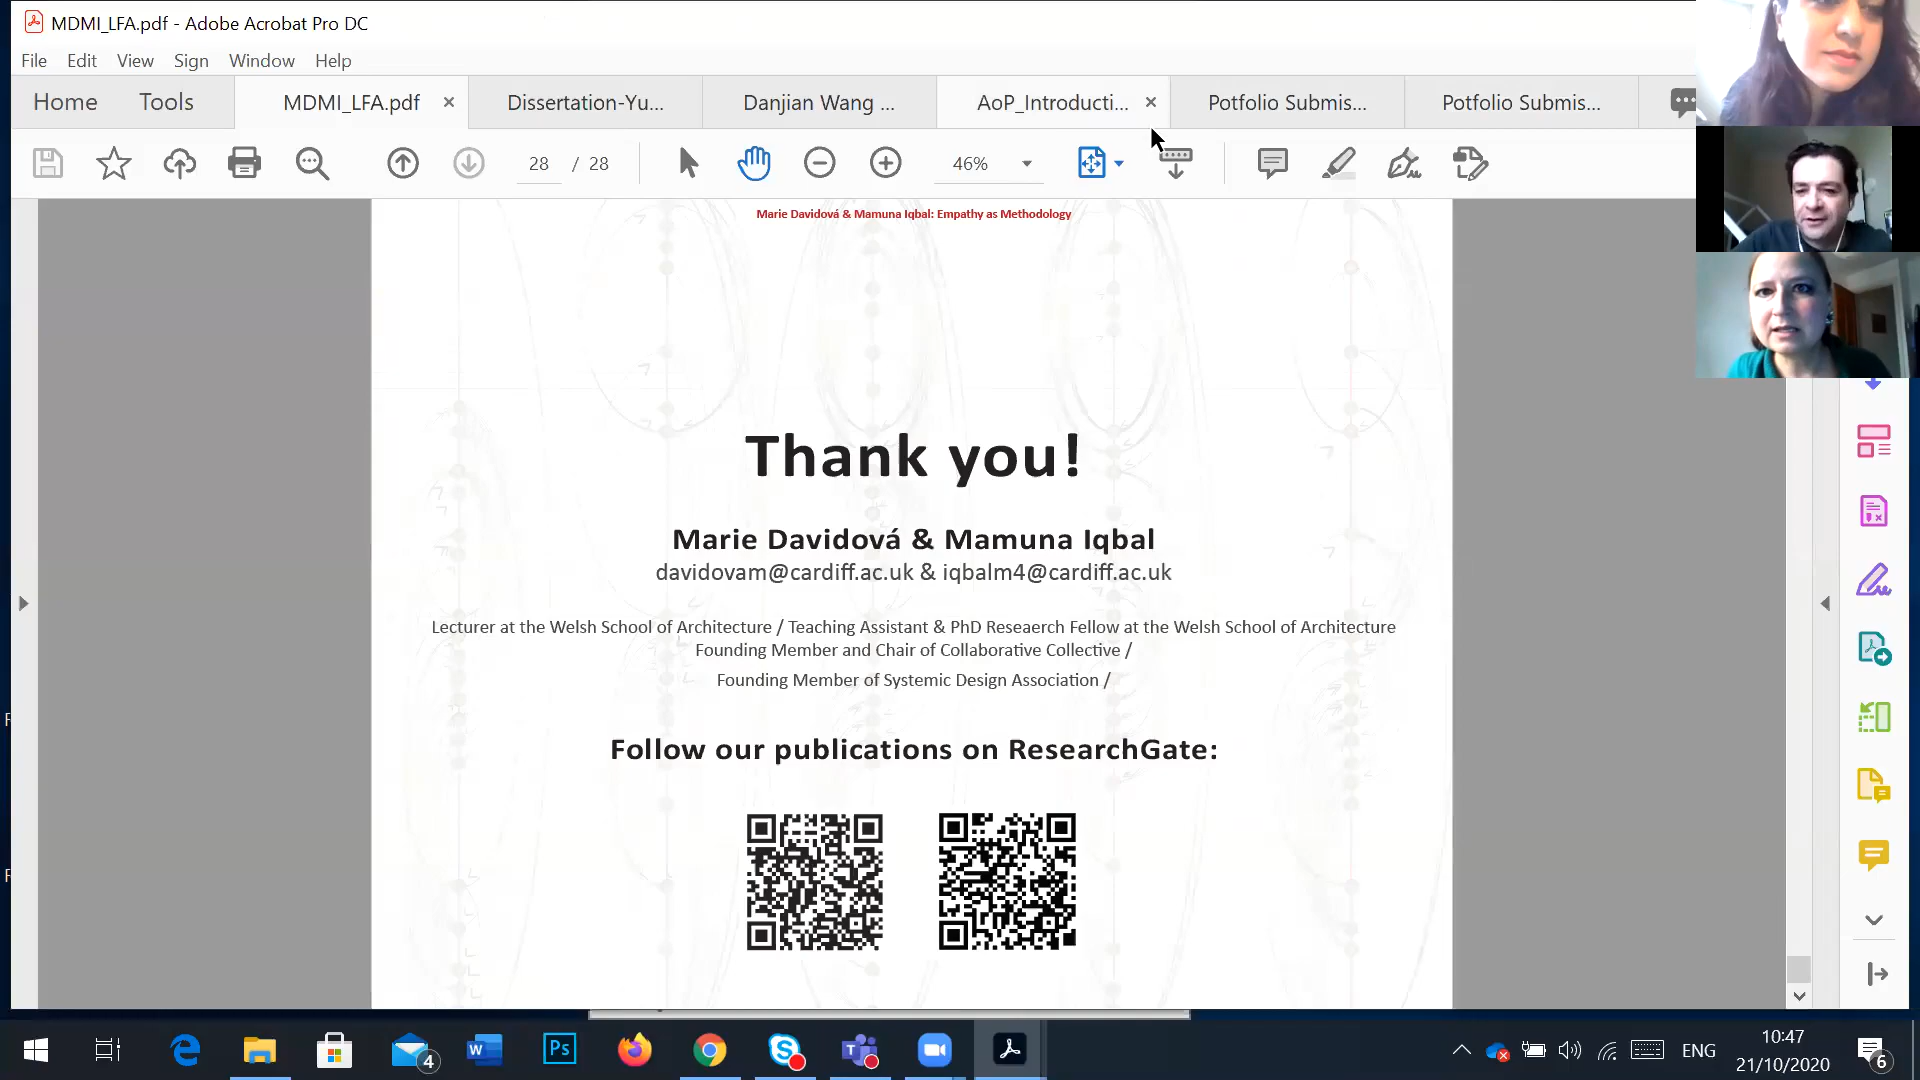 MDMI_LFA.pdf - Adobe Acrobat Pro DC
File Edit View Sign Window Help
Home Tools MDMI_LFA.pdf × Dissertation-Yu... Danjian Wang ... AoP_Introducti... × Potfolio Submis... Potfolio Submis...
28 / 28 46%
Marie Davidová & Mamuna Iqbal: Empathy as Methodology
Thank you!
Marie Davidová & Mamuna Iqbal
davidovam@cardiff.ac.uk & iqbalm4@cardiff.ac.uk
Lecturer at the Welsh School of Architecture / Teaching Assistant & PhD Reseaerch Fellow at the Welsh School of Architecture
Founding Member and Chair of Collaborative Collective /
Founding Member of Systemic Design Association /
Follow our publications on ResearchGate:
4 W Ps S T ENG 10:47 6
21/10/2020